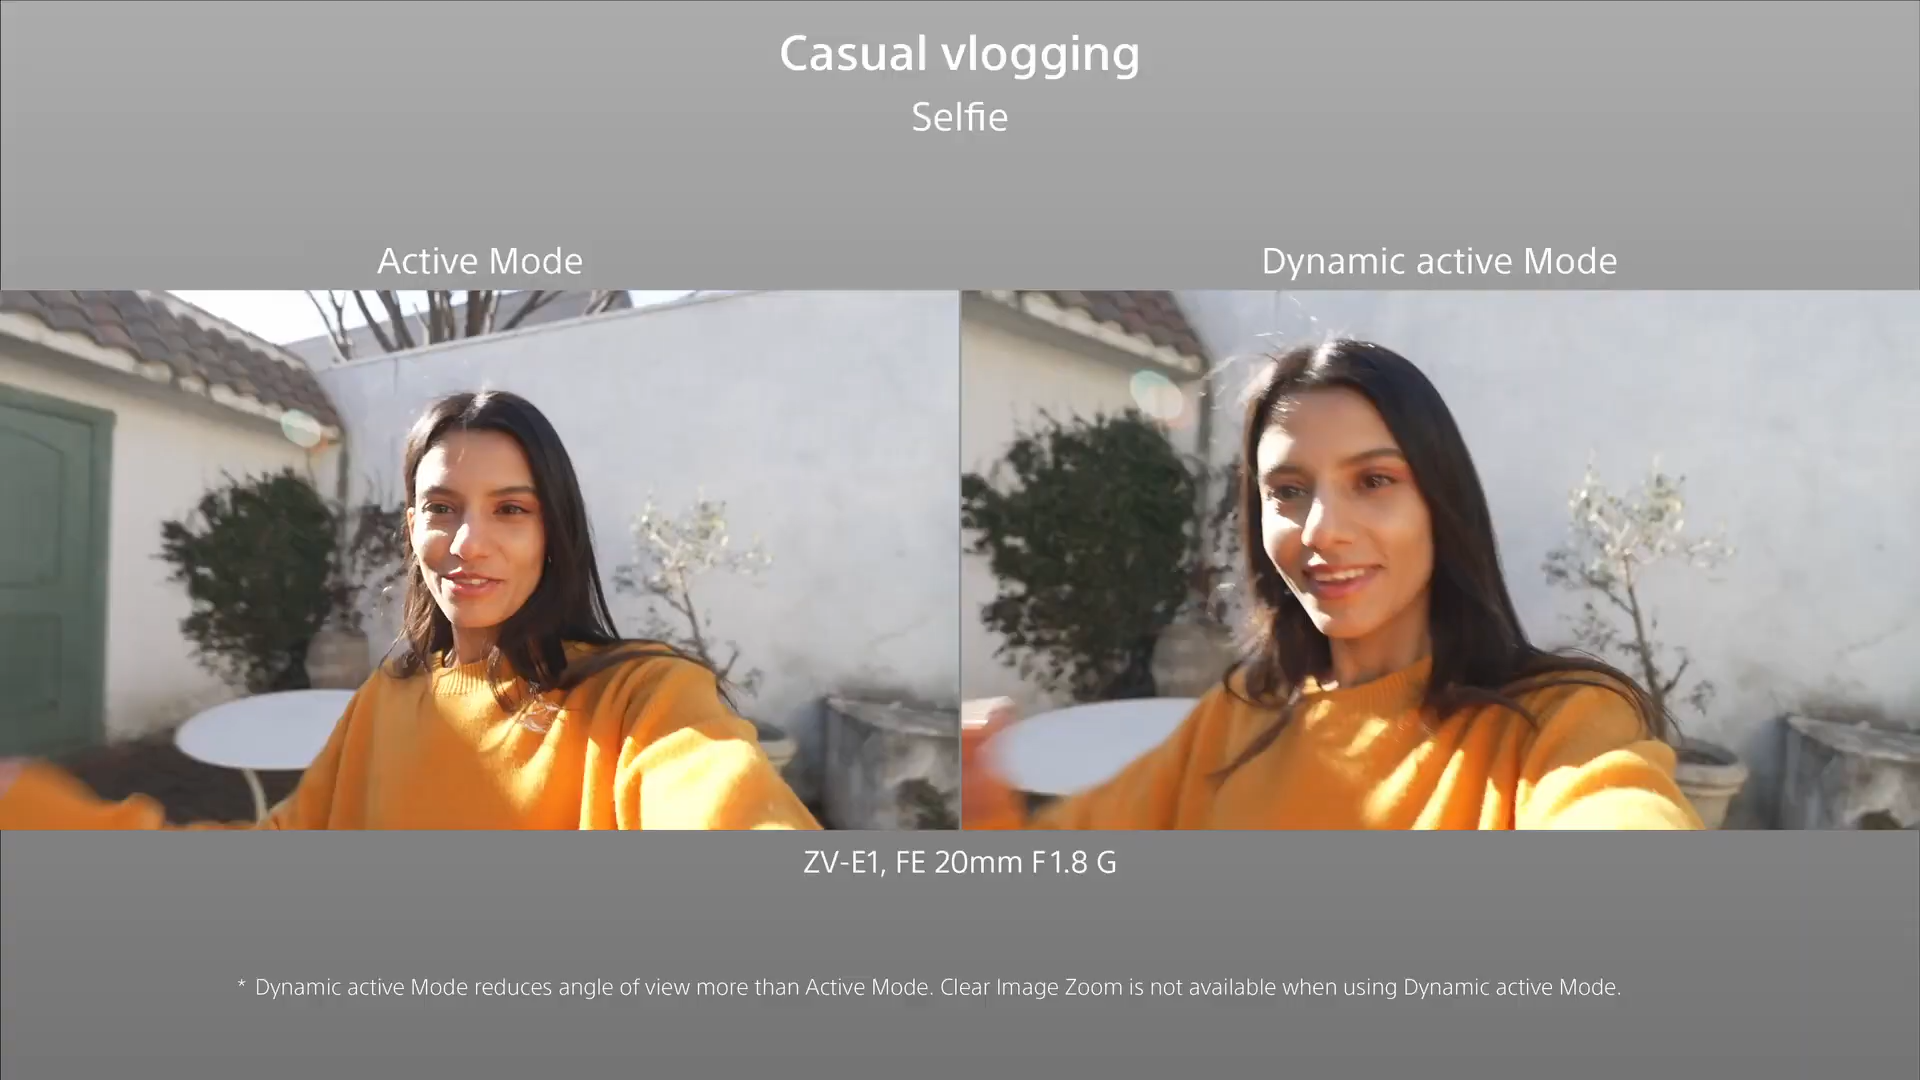 Casual vlogging
Selfie
Active Mode
Dynamic active Mode
ZV-E1, FE 20mm F1.8 G
* Dynamic active Mode reduces angle of view more than Active Mode. Clear Image Zoom is not available when using Dynamic active Mode.